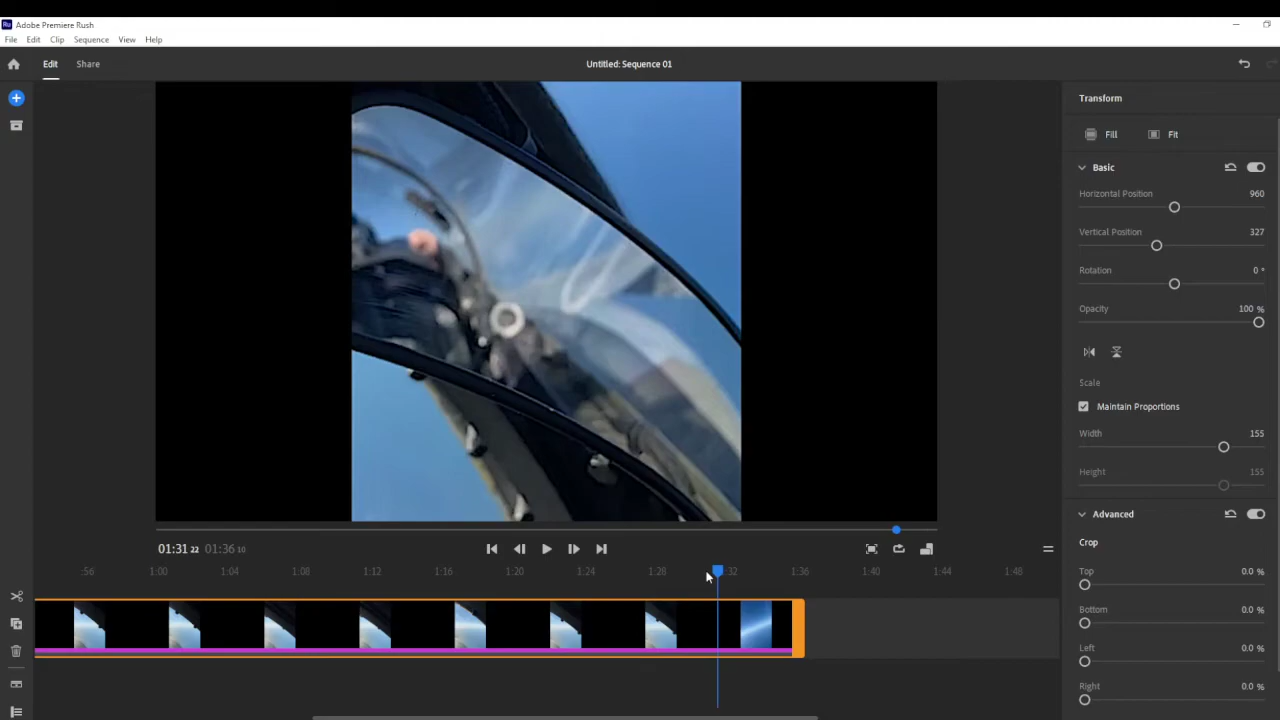 Ru Adobe Premiere Rush
File Edit Clip Sequence View Help
Edit Share Untitled: Sequence 01
Transform
Fill Fit
Basic
Horizontal Position 960
Vertical Position 327
Rotation 0 °
Opacity 100 %
Scale
Maintain Proportions
Width 155
Height 155
Advanced
Crop
Top 0.0 %
Bottom 0.0 %
Left 0.0 %
Right 0.0 %
01:31 22 01:36 10
:56 1:00 1:04 1:08 1:12 1:16 1:20 1:24 1:28 1:32 1:36 1:40 1:44 1:48